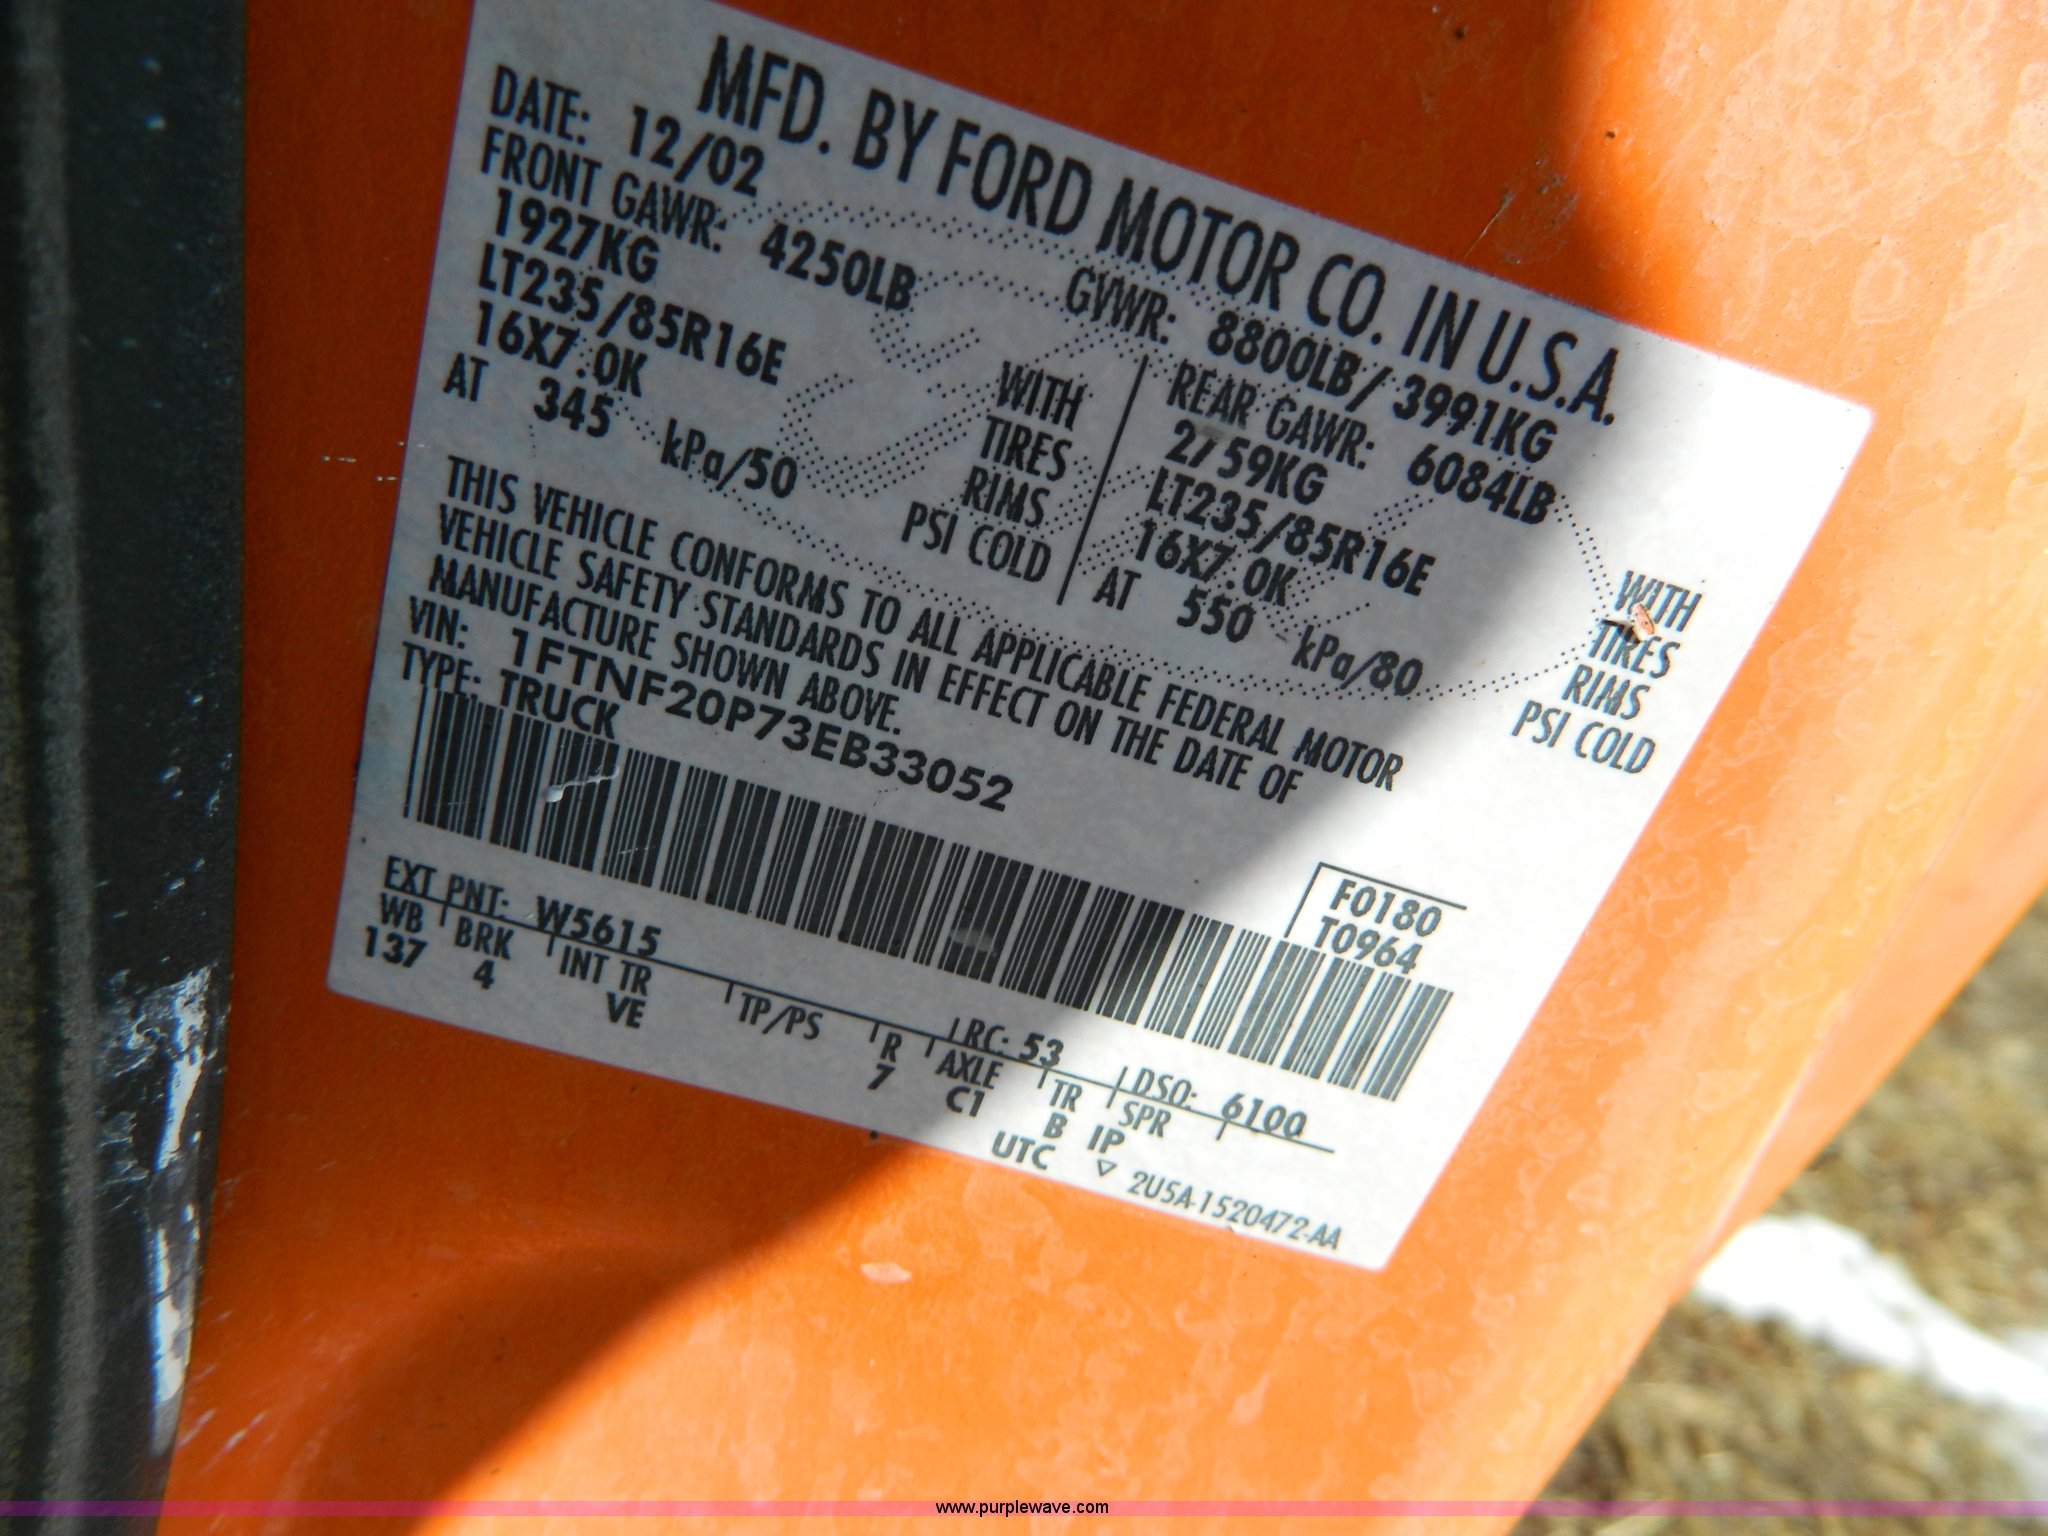 MFD. BY FORD MOTOR CO. IN U.S.A.
DATE: 12/02 GVWR: 8800LB/ 3991KG
FRONT GAWR: 4250LB REAR GAWR: 6084LB
1927KG WITH 2759KG WITH
LT235/85R16E TIRES LT235/85R16E TIRES
16X7.0K RIMS 16X7.0K RIMS
AT 345 kPa/50 PSI COLD AT 550 kPa/80 PSI COLD
THIS VEHICLE CONFORMS TO ALL APPLICABLE FEDERAL MOTOR
VEHICLE SAFETY STANDARDS IN EFFECT ON THE DATE OF
MANUFACTURE SHOWN ABOVE.
VIN: 1FTNF20P73EB33052
TYPE: TRUCK
F0180
T0964
EXT PNT: W5615 RC: 53 DSO: 6100
WB BRK INT TR TP/PS R AXLE TR SPR
137 4 VE 7 C1 B IP
UTC ▽ 2U5A-1520472-AA
www.purplewave.com